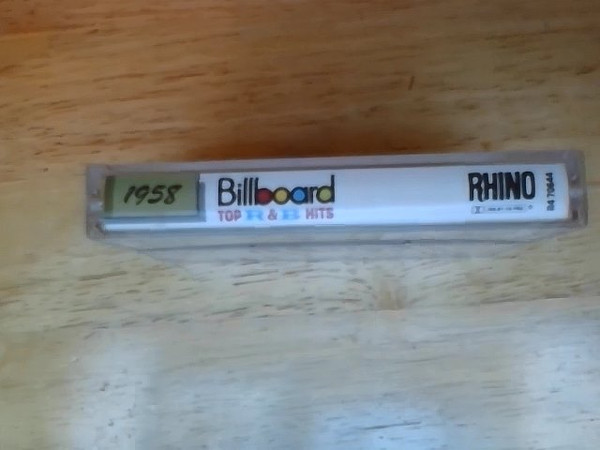 1958
Billboard
TOP R & B HITS
RHINO
R4 70644